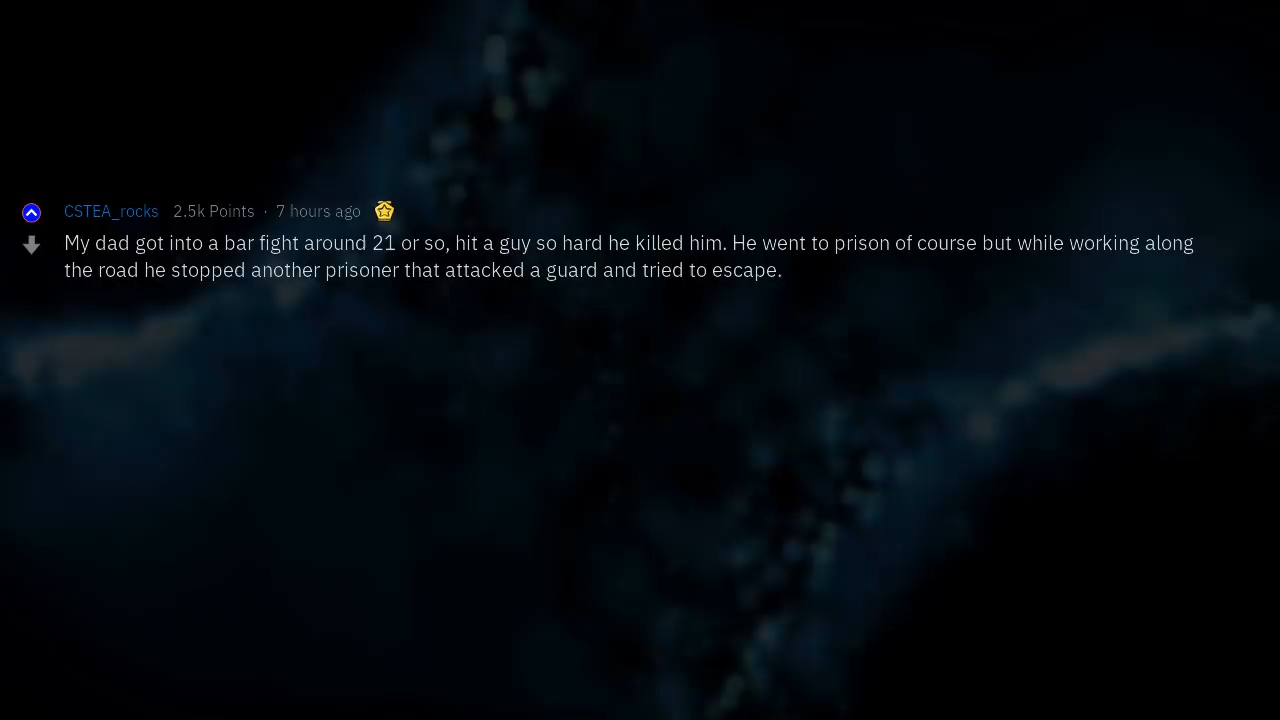 CSTEA_rocks 2.5k Points · 7 hours ago
My dad got into a bar fight around 21 or so, hit a guy so hard he killed him. He went to prison of course but while working along
the road he stopped another prisoner that attacked a guard and tried to escape.